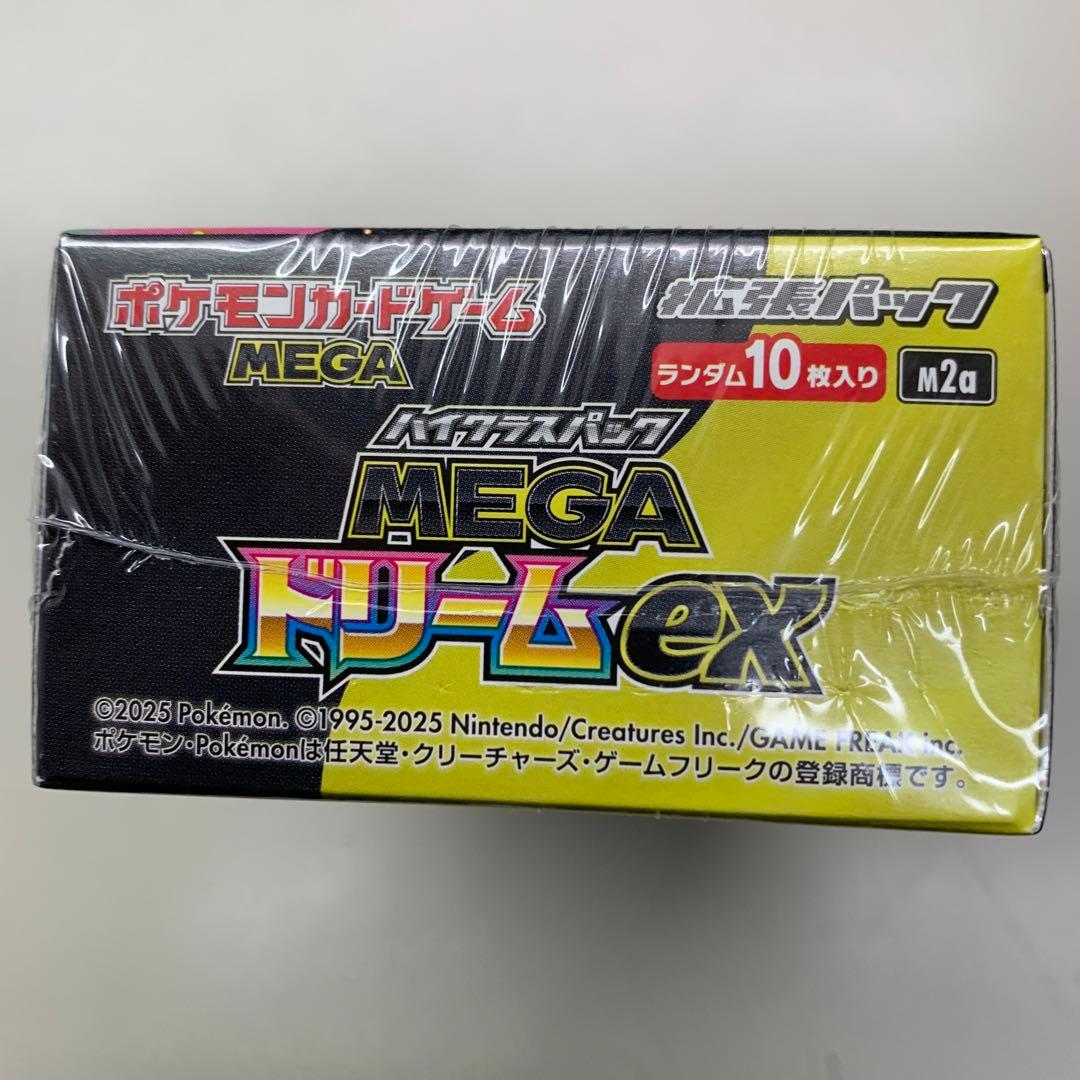 ポケモンカードゲーム
MEGA
拡張パック
ランダム10枚入り
M2a
ハイクラスパック
MEGA
ドリームex
©2025 Pokémon. ©1995-2025 Nintendo/Creatures Inc./GAME FREAK inc.
ポケモン・Pokémonは任天堂・クリーチャーズ・ゲームフリークの登録商標です。